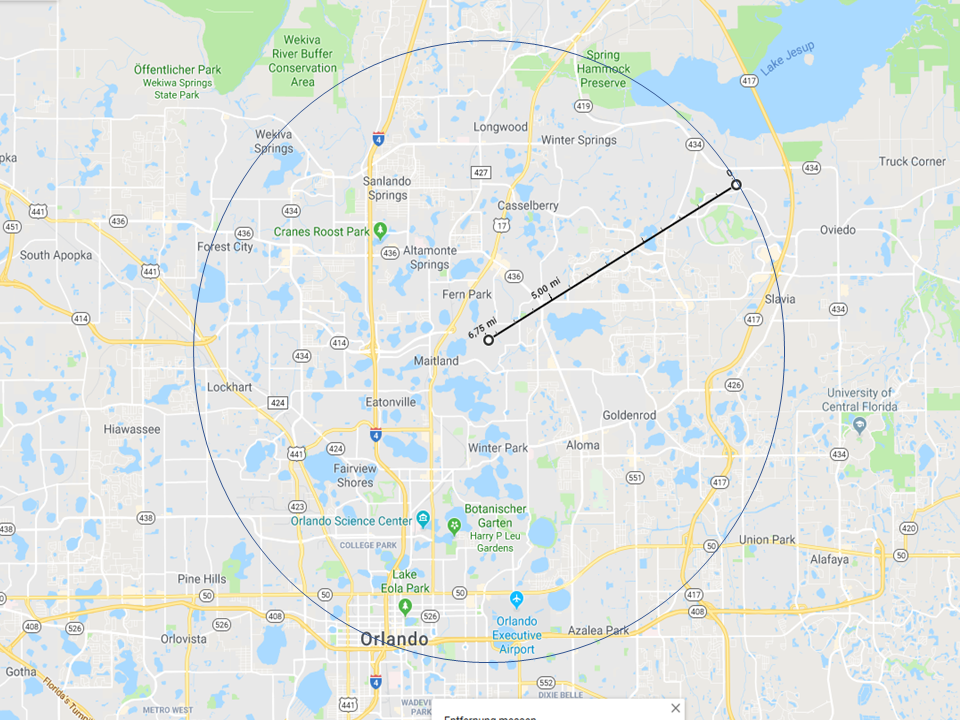 Wekiva
River Buffer
Conservation
Area
Öffentlicher Park
Wekiwa Springs
State Park
Spring
Hammock
Preserve
Lake Jesup
417
419
4
Longwood
Wekiva
Springs
Winter Springs
434
427
434
Truck Corner
pka
Sanlando
Springs
0
441
434
Casselberry
436
451
17
Cranes Roost Park
436
Oviedo
Forest City
436
Altamonte
Springs
South Apopka
441
436
5,00 mi
Fern Park
Slavia
434
414
6,75 mi
417
414
434
Maitland
Lockhart
426
424
Eatonville
University of
Central Florida
Goldenrod
Hiawassee
4
Winter Park
Aloma
424
441
434
Fairview
Shores
551
417
423
Botanischer
Garten
Harry P Leu
Gardens
438
438
Orlando Science Center
420
COLLEGE PARK
50
Union Park
50
Alafaya
Lake
Eola Park
Pine Hills
50
50
50
417
408
526
408
408
526
Orlando
Executive
Airport
Azalea Park
Orlovista
Orlando
Gotha
4
552
Florida's Turnp
DIXIE BELLE
METRO WEST
441
WADEVI
PARK
Entfernung messen